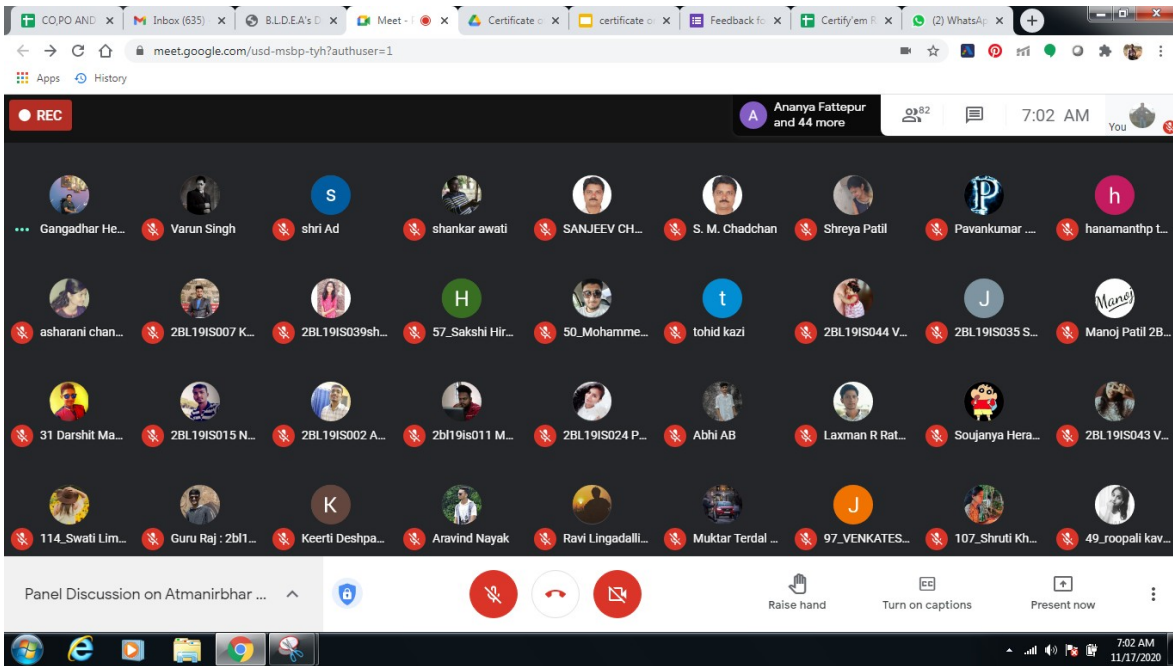 CO,PO AND
Inbox (635)
B.L.D.E.A's D
Meet -
Certificate o
certificate or
Feedback fo
Certify'em R
(2) WhatsAp
meet.google.com/usd-msbp-tyh?authuser=1
Apps
History
REC
A
Ananya Fattepur
and 44 more
82
7:02 AM
You
s
P
h
Gangadhar He...
Varun Singh
shri Ad
shankar awati
SANJEEV CH...
S. M. Chadchan
Shreya Patil
Pavankumar ....
hanamanthp t...
H
t
J
Manoj
asharani chan...
2BL19IS007 K...
2BL19IS039sh...
57_Sakshi Hir...
50_Mohamme...
tohid kazi
2BL19IS044 V...
2BL19IS035 S...
Manoj Patil 2B...
31 Darshit Ma...
2BL19IS015 N...
2BL19IS002 A...
2bl19is011 M...
2BL19IS024 P...
Abhi AB
Laxman R Rat...
Soujanya Hera...
2BL19IS043 V...
K
J
114_Swati Lim...
Guru Raj : 2bl1...
Keerti Deshpa...
Aravind Nayak
Ravi Lingadalli...
Muktar Terdal ...
97_VENKATES...
107_Shruti Kh...
49_roopali kav...
Panel Discussion on Atmanirbhar ...
Raise hand
CC
Turn on captions
Present now
7:02 AM
11/17/2020